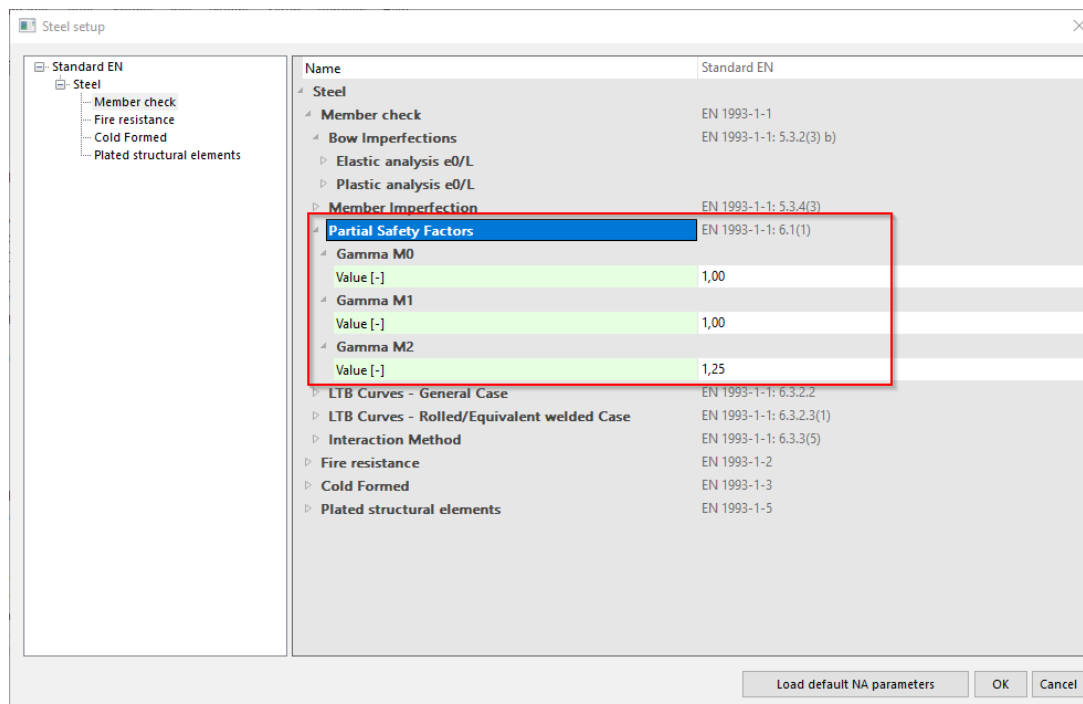 Steel setup
Standard EN
Steel
Member check
Fire resistance
Cold Formed
Plated structural elements
Name Standard EN
Steel
Member check EN 1993-1-1
Bow Imperfections EN 1993-1-1: 5.3.2(3) b)
Elastic analysis e0/L
Plastic analysis e0/L
Member Imperfection EN 1993-1-1: 5.3.4(3)
Partial Safety Factors EN 1993-1-1: 6.1(1)
Gamma M0
Value [-] 1,00
Gamma M1
Value [-] 1,00
Gamma M2
Value [-] 1,25
LTB Curves - General Case EN 1993-1-1: 6.3.2.2
LTB Curves - Rolled/Equivalent welded Case EN 1993-1-1: 6.3.2.3(1)
Interaction Method EN 1993-1-1: 6.3.3(5)
Fire resistance EN 1993-1-2
Cold Formed EN 1993-1-3
Plated structural elements EN 1993-1-5
Load default NA parameters OK Cancel